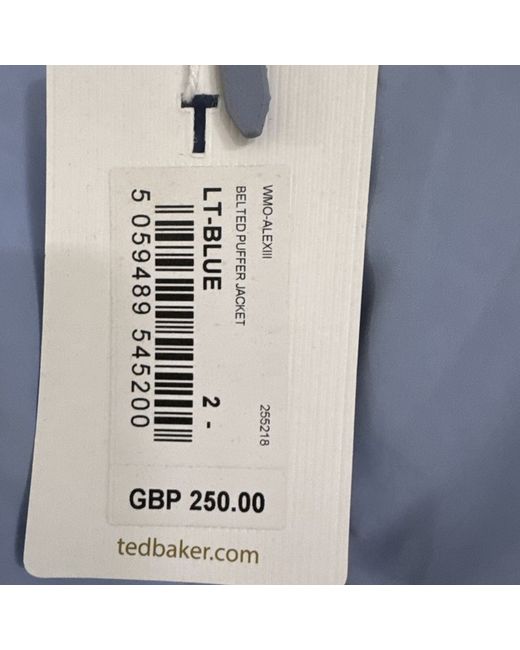 T
WMO-ALEXIII 255218
BELTED PUFFER JACKET
LT-BLUE 2 -
5 059489 545200
GBP 250.00
tedbaker.com